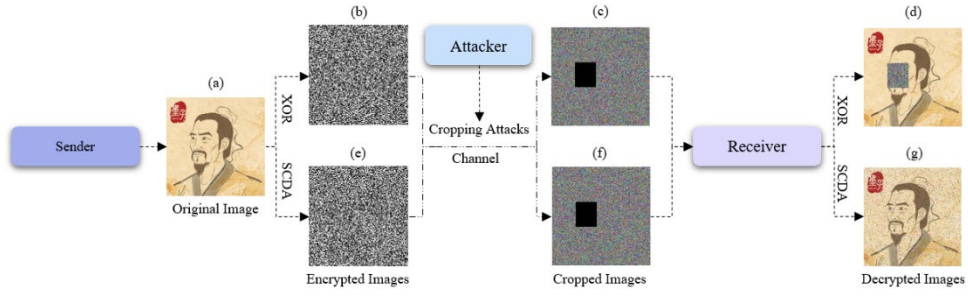 (b)
(c)
(d)
Attacker
(a)
XOR
XOR
Cropping Attacks
Sender
(e)
Channel
(f)
Receiver
(g)
SCDA
SCDA
Original Image
Encrypted Images
Cropped Images
Decrypted Images